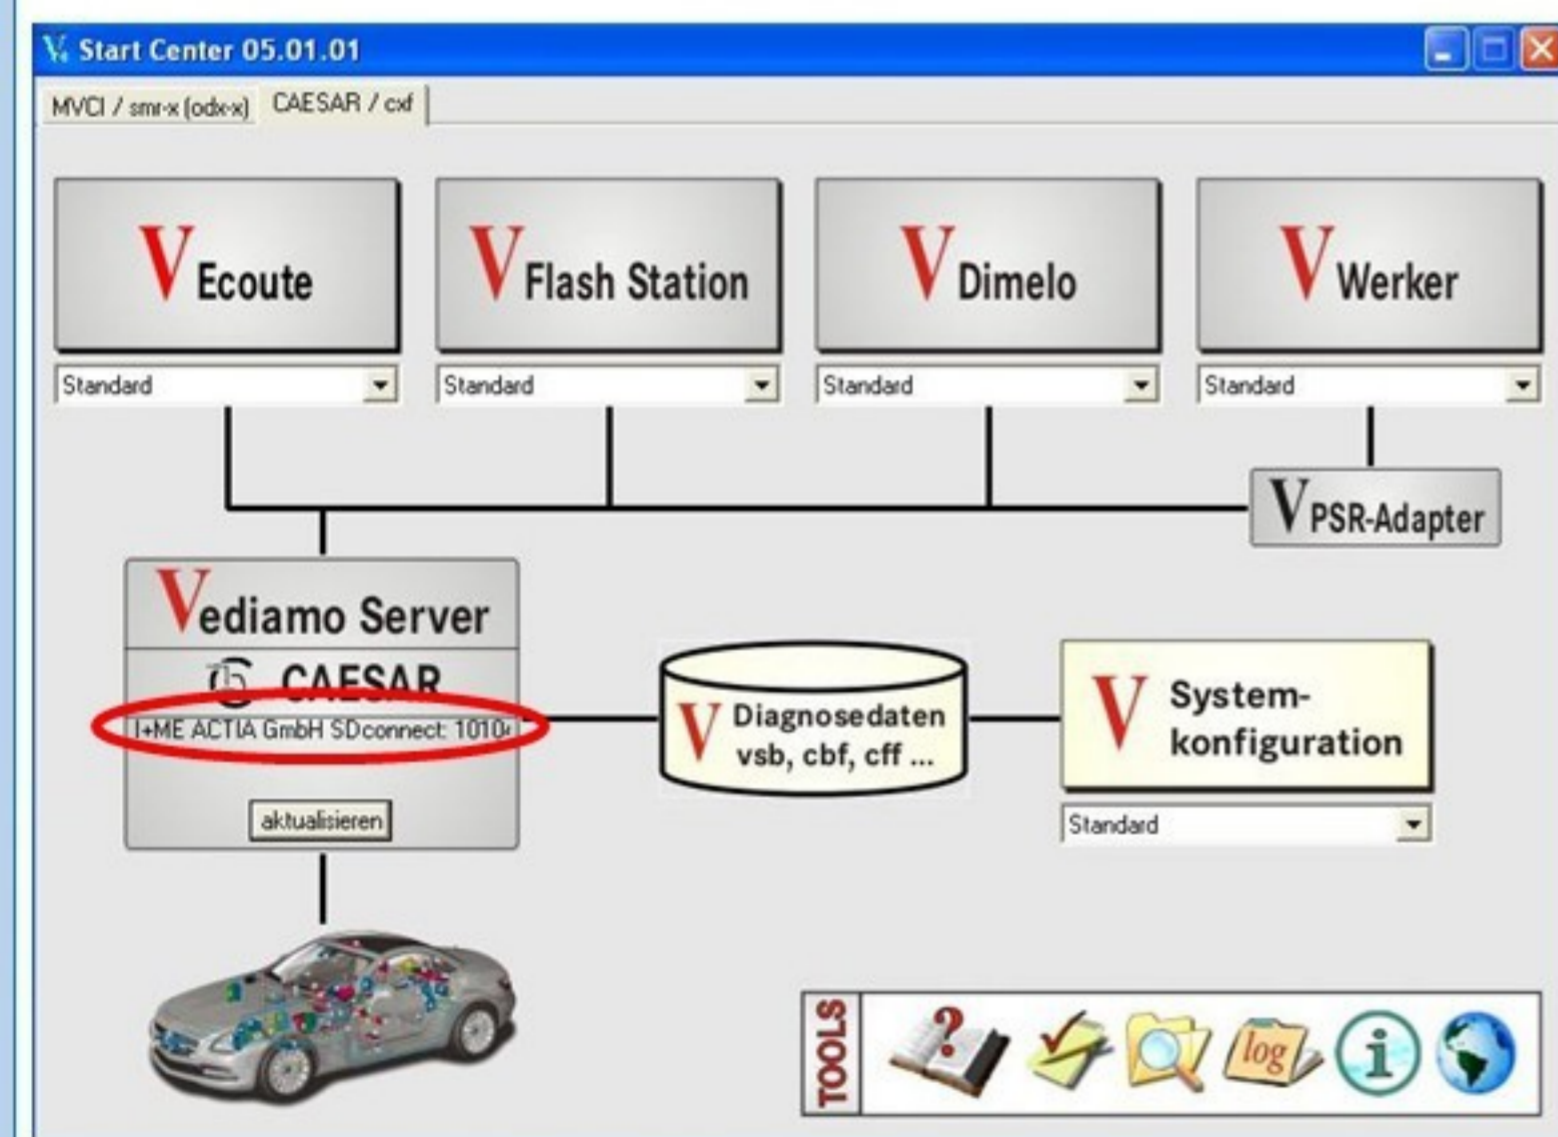 Start Center 05.01.01
MVCI / smr-x (odx-x)
CAESAR / cxf
V Ecoute
V Flash Station
V Dimelo
V Werker
Standard
Standard
Standard
Standard
V PSR-Adapter
Vediamo Server
CAESAR
I+ME ACTIA GmbH SDconnect: 1010
aktualisieren
V Diagnosedaten
vsb, cbf, cff ...
V System-
konfiguration
Standard
TOOLS
?
log
i